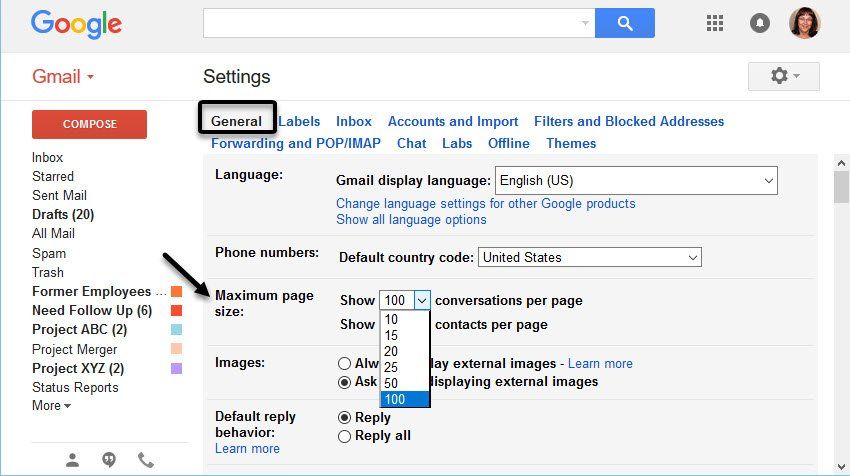 Google
Gmail
Settings
COMPOSE
General Labels Inbox Accounts and Import Filters and Blocked Addresses
Forwarding and POP/IMAP Chat Labs Offline Themes
Inbox
Starred
Sent Mail
Drafts (20)
All Mail
Spam
Trash
Former Employees ...
Need Follow Up (6)
Project ABC (2)
Project Merger
Project XYZ (2)
Status Reports
More
Language:
Gmail display language: English (US)
Change language settings for other Google products
Show all language options
Phone numbers:
Default country code: United States
Maximum page
size:
Show 100 conversations per page
Show contacts per page
10
15
20
25
50
100
Images:
lay external images - Learn more
Ask displaying external images
Default reply
behavior:
Learn more
Reply
Reply all